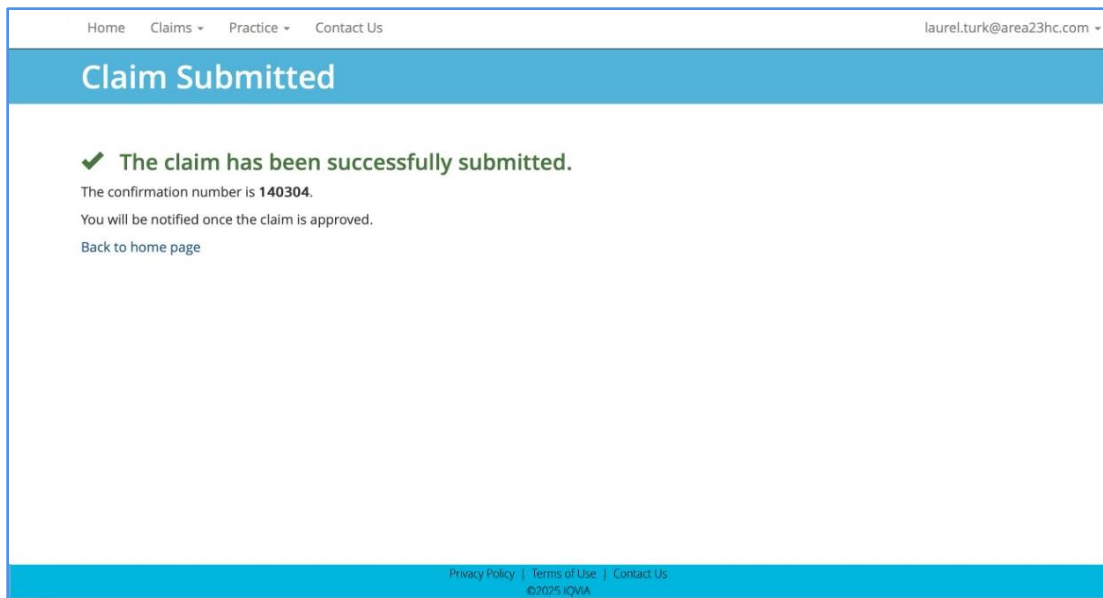 Home Claims Practice Contact Us laurel.turk@area23hc.com
Claim Submitted
The claim has been successfully submitted.
The confirmation number is 140304.
You will be notified once the claim is approved.
Back to home page
Privacy Policy | Terms of Use | Contact Us
©2025 IQVIA